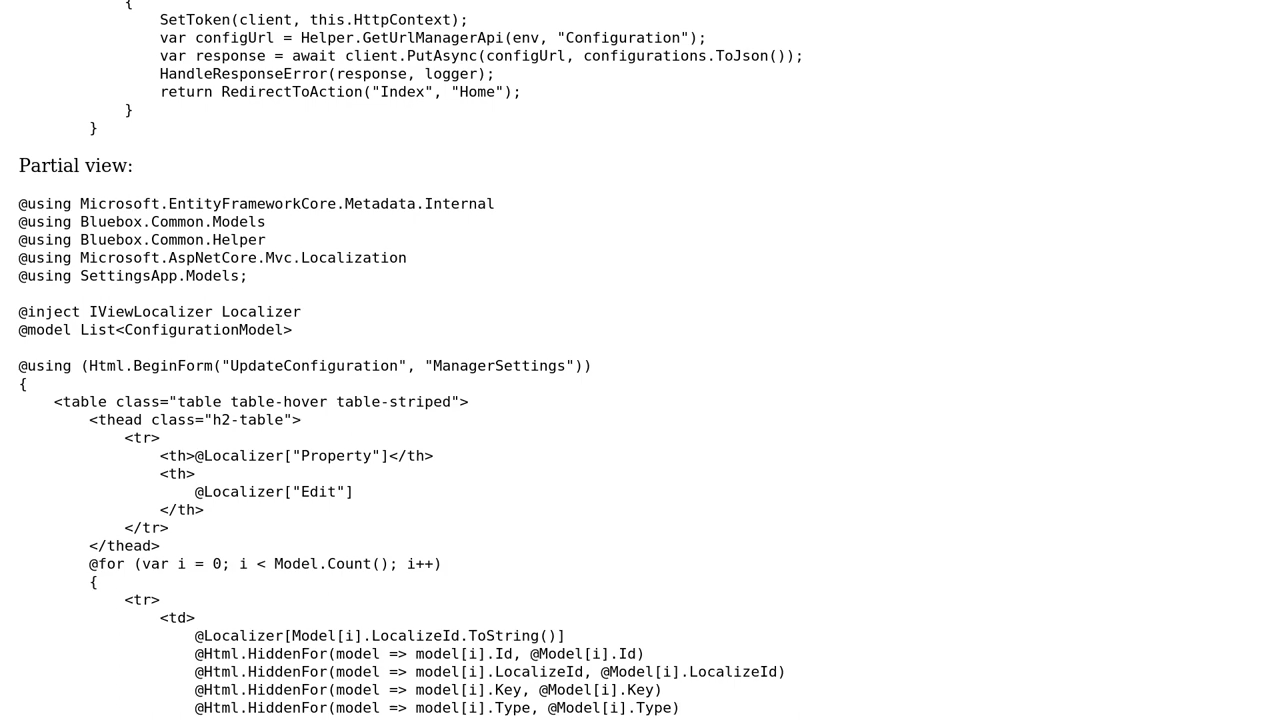 {
SetToken(client, this.HttpContext);
var configUrl = Helper.GetUrlManagerApi(env, "Configuration");
var response = await client.PutAsync(configUrl, configurations.ToJson());
HandleResponseError(response, logger);
return RedirectToAction("Index", "Home");
}
}
Partial view:
@using Microsoft.EntityFrameworkCore.Metadata.Internal
@using Bluebox.Common.Models
@using Bluebox.Common.Helper
@using Microsoft.AspNetCore.Mvc.Localization
@using SettingsApp.Models;
@inject IViewLocalizer Localizer
@model List<ConfigurationModel>
@using (Html.BeginForm("UpdateConfiguration", "ManagerSettings"))
{
<table class="table table-hover table-striped">
<thead class="h2-table">
<tr>
<th>@Localizer["Property"]</th>
<th>
@Localizer["Edit"]
</th>
</tr>
</thead>
@for (var i = 0; i < Model.Count(); i++)
{
<tr>
<td>
@Localizer[Model[i].LocalizeId.ToString()]
@Html.HiddenFor(model => model[i].Id, @Model[i].Id)
@Html.HiddenFor(model => model[i].LocalizeId, @Model[i].LocalizeId)
@Html.HiddenFor(model => model[i].Key, @Model[i].Key)
@Html.HiddenFor(model => model[i].Type, @Model[i].Type)